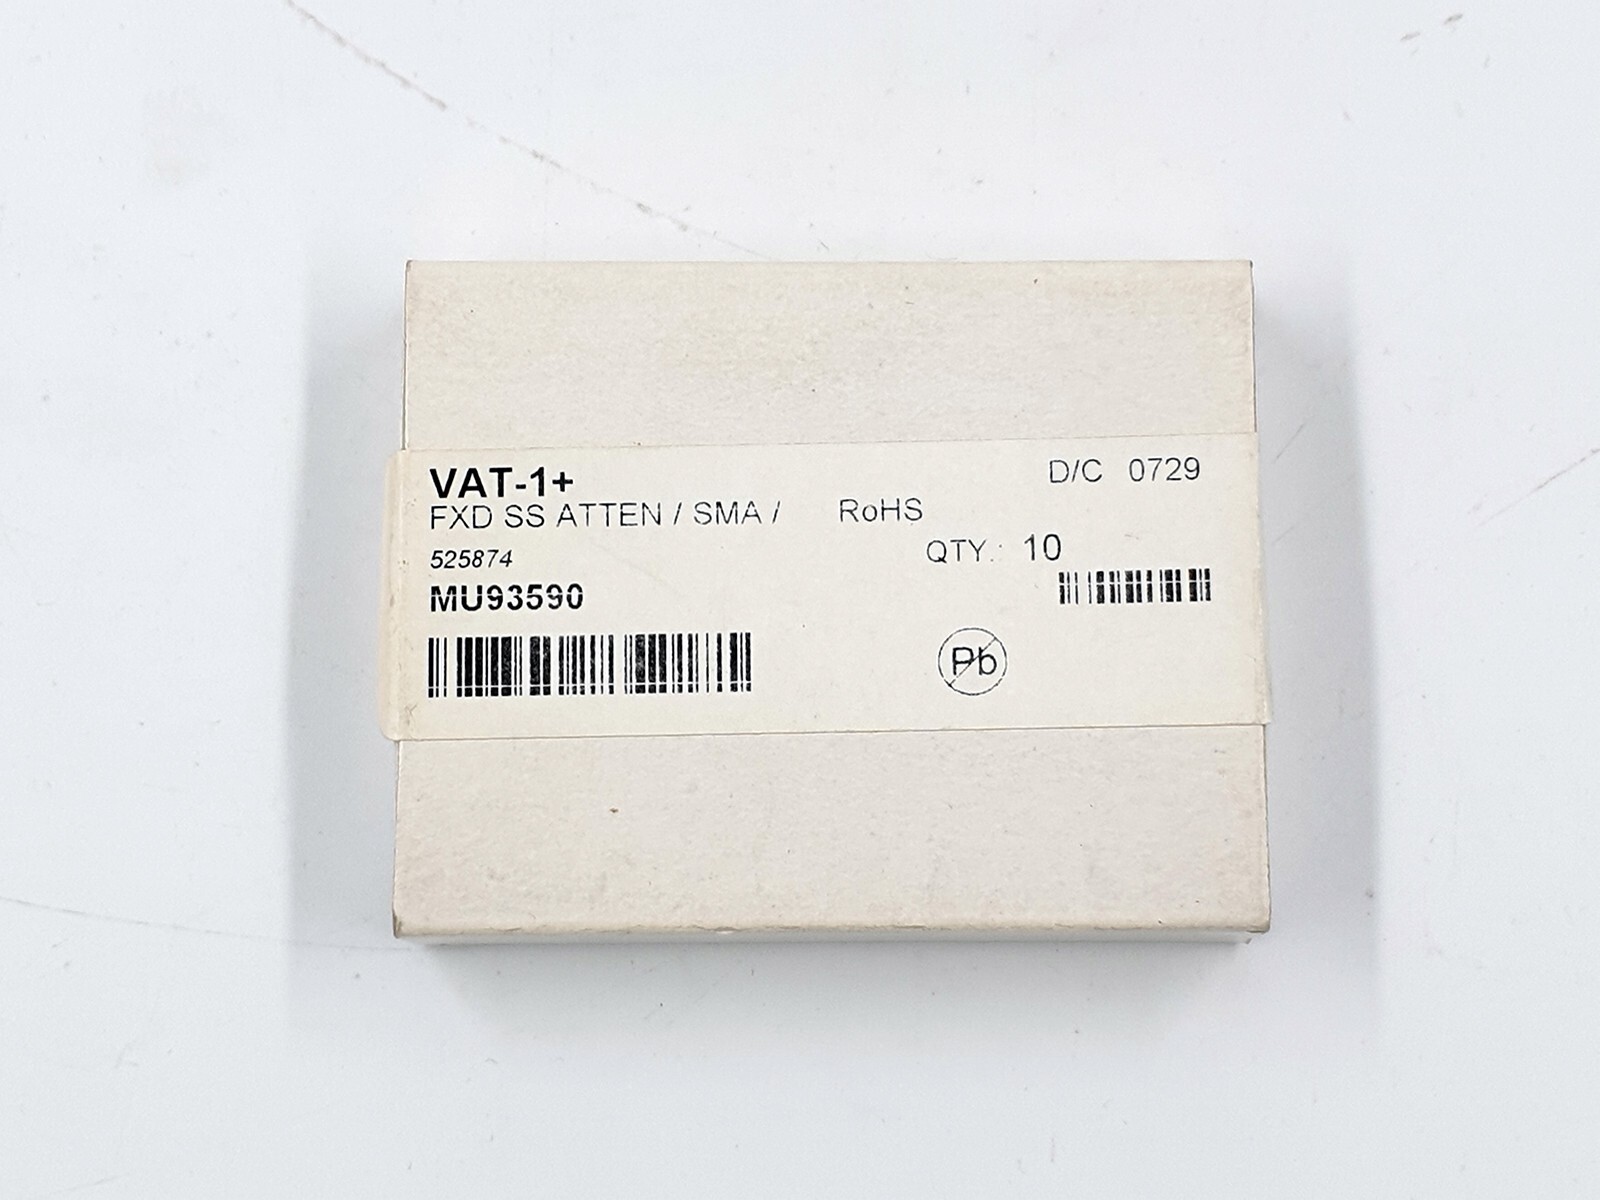 VAT-1+
D/C 0729
FXD SS ATTEN / SMA / RoHS
525874
QTY.: 10
MU93590
Pb